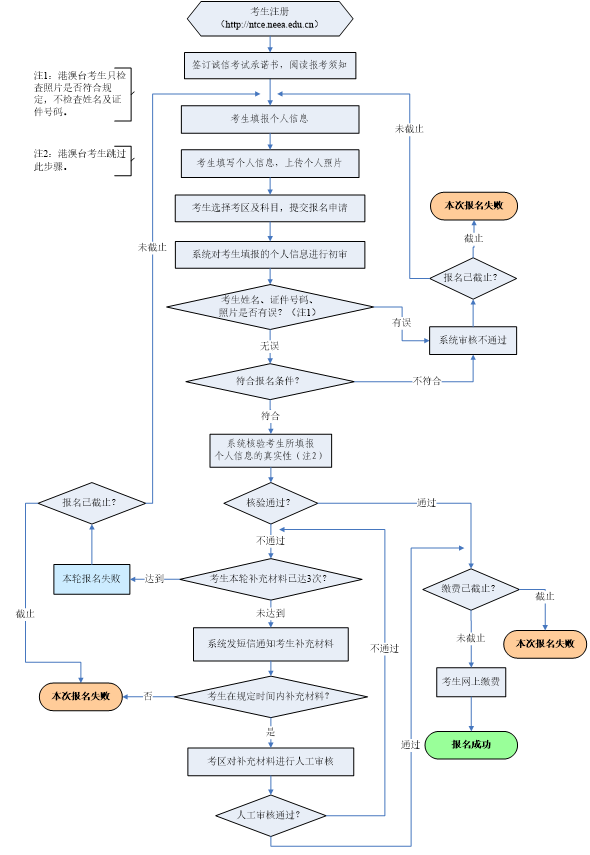 考生注册
（http://ntce.neea.edu.cn）
签订诚信考试承诺书，阅读报考须知
注1：港澳台考生只检
查照片是否符合规
定，不检查姓名及证
件号码。
考生填报个人信息
未截止
注2：港澳台考生跳过
此步骤。
考生填写个人信息，上传个人照片
考生选择考区及科目，提交报名申请
本次报名失败
截止
未截止
系统对考生填报的个人信息进行初审
报名已截止？
考生姓名、证件号码、
照片是否有误？（注1）
有误
系统审核不通过
无误
符合报名条件？
不符合
符合
系统核验考生所填报
个人信息的真实性（注2）
报名已截止？
核验通过？
通过
不通过
本轮报名失败
达到
考生本轮补充材料已达3次？
缴费已截止？
截止
截止
未达到
未截止
本次报名失败
系统发短信通知考生补充材料
不通过
考生网上缴费
本次报名失败
否
考生在规定时间内补充材料？
是
通过
报名成功
考区对补充材料进行人工审核
人工审核通过？